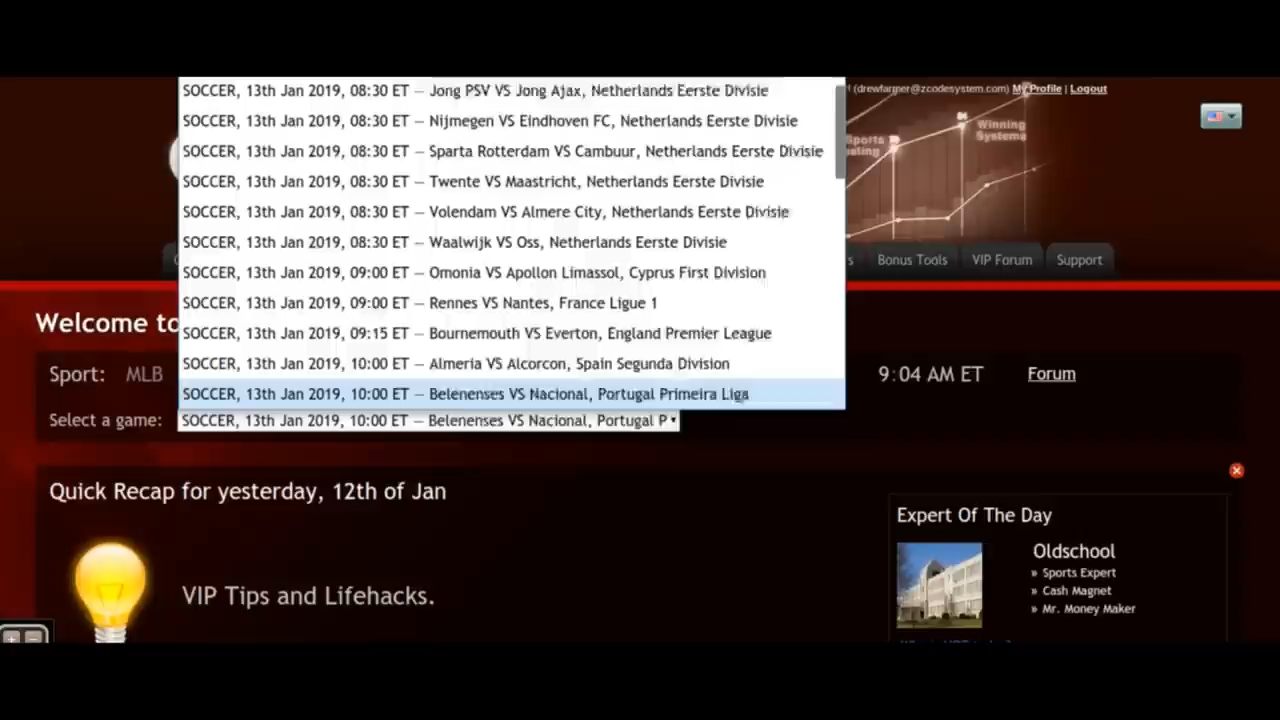 SOCCER, 13th Jan 2019, 08:30 ET – Jong PSV VS Jong Ajax, Netherlands Eerste Divisie
SOCCER, 13th Jan 2019, 08:30 ET – Nijmegen VS Eindhoven FC, Netherlands Eerste Divisie
SOCCER, 13th Jan 2019, 08:30 ET – Sparta Rotterdam VS Cambuur, Netherlands Eerste Divisie
SOCCER, 13th Jan 2019, 08:30 ET – Twente VS Maastricht, Netherlands Eerste Divisie
SOCCER, 13th Jan 2019, 08:30 ET – Volendam VS Almere City, Netherlands Eerste Divisie
SOCCER, 13th Jan 2019, 08:30 ET – Waalwijk VS Oss, Netherlands Eerste Divisie
SOCCER, 13th Jan 2019, 09:00 ET – Omonia VS Apollon Limassol, Cyprus First Division
SOCCER, 13th Jan 2019, 09:00 ET – Rennes VS Nantes, France Ligue 1
SOCCER, 13th Jan 2019, 09:15 ET – Bournemouth VS Everton, England Premier League
SOCCER, 13th Jan 2019, 10:00 ET – Almeria VS Alcorcon, Spain Segunda Division
SOCCER, 13th Jan 2019, 10:00 ET – Belenenses VS Nacional, Portugal Primeira Liga
! (drewfarmer@zcodesystem.com) My Profile | Logout
Sports
Winning
Systems
Bonus Tools
VIP Forum
Support
Welcome to
Sport: MLB
9:04 AM ET
Forum
Select a game: SOCCER, 13th Jan 2019, 10:00 ET – Belenenses VS Nacional, Portugal P
Quick Recap for yesterday, 12th of Jan
VIP Tips and Lifehacks.
Expert Of The Day
Oldschool
» Sports Expert
» Cash Magnet
» Mr. Money Maker